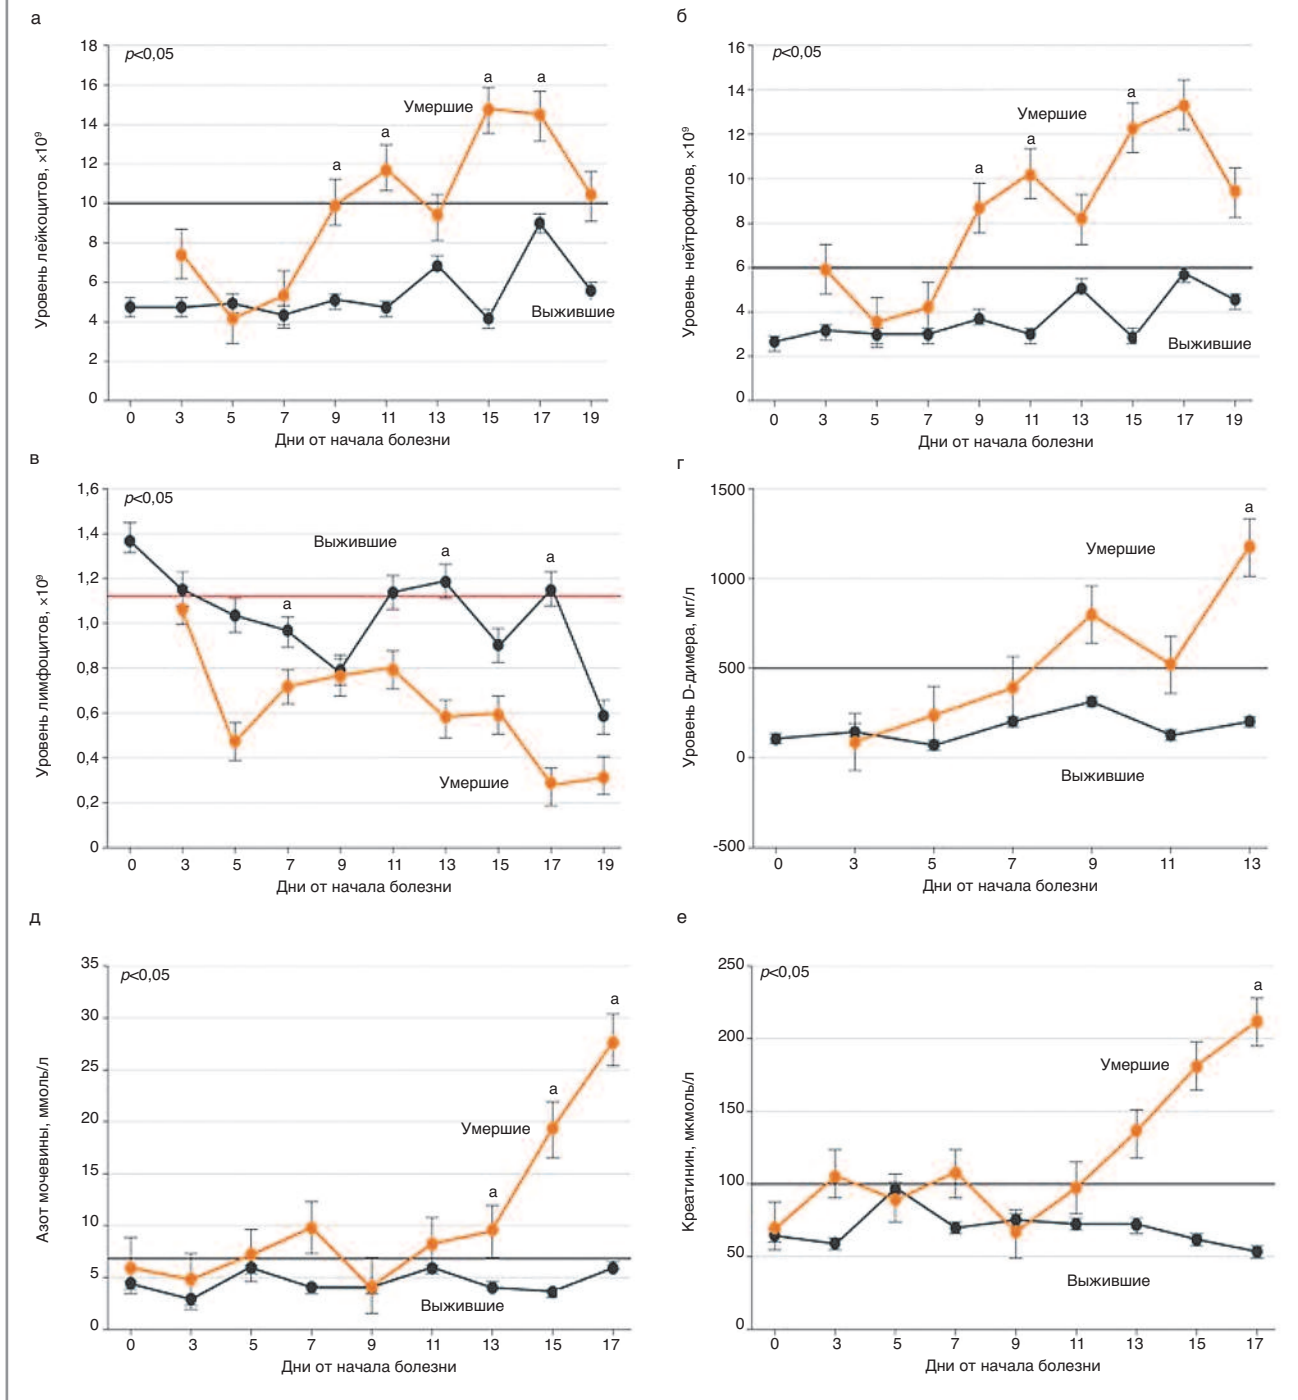 а
p<0,05
Уровень лейкоцитов, ×10⁹
18
16
14
12
10
8
6
4
2
0
Умершие
Выжившие
a
a
a
a
0 3 5 7 9 11 13 15 17 19
Дни от начала болезни
б
p<0,05
Уровень нейтрофилов, ×10⁹
16
14
12
10
8
6
4
2
0
Умершие
Выжившие
a
a
a
0 3 5 7 9 11 13 15 17 19
Дни от начала болезни
в
p<0,05
Уровень лимфоцитов, ×10⁹
1,6
1,4
1,2
1,0
0,8
0,6
0,4
0,2
0
Выжившие
Умершие
a
a
a
0 3 5 7 9 11 13 15 17 19
Дни от начала болезни
г
Уровень D-димера, мг/л
1500
1000
500
0
-500
Умершие
Выжившие
a
0 3 5 7 9 11 13
Дни от начала болезни
д
p<0,05
Азот мочевины, ммоль/л
35
30
25
20
15
10
5
0
Умершие
Выжившие
a
a
a
0 3 5 7 9 11 13 15 17
Дни от начала болезни
е
p<0,05
Креатинин, мкмоль/л
250
200
150
100
50
0
Умершие
Выжившие
a
0 3 5 7 9 11 13 15 17
Дни от начала болезни